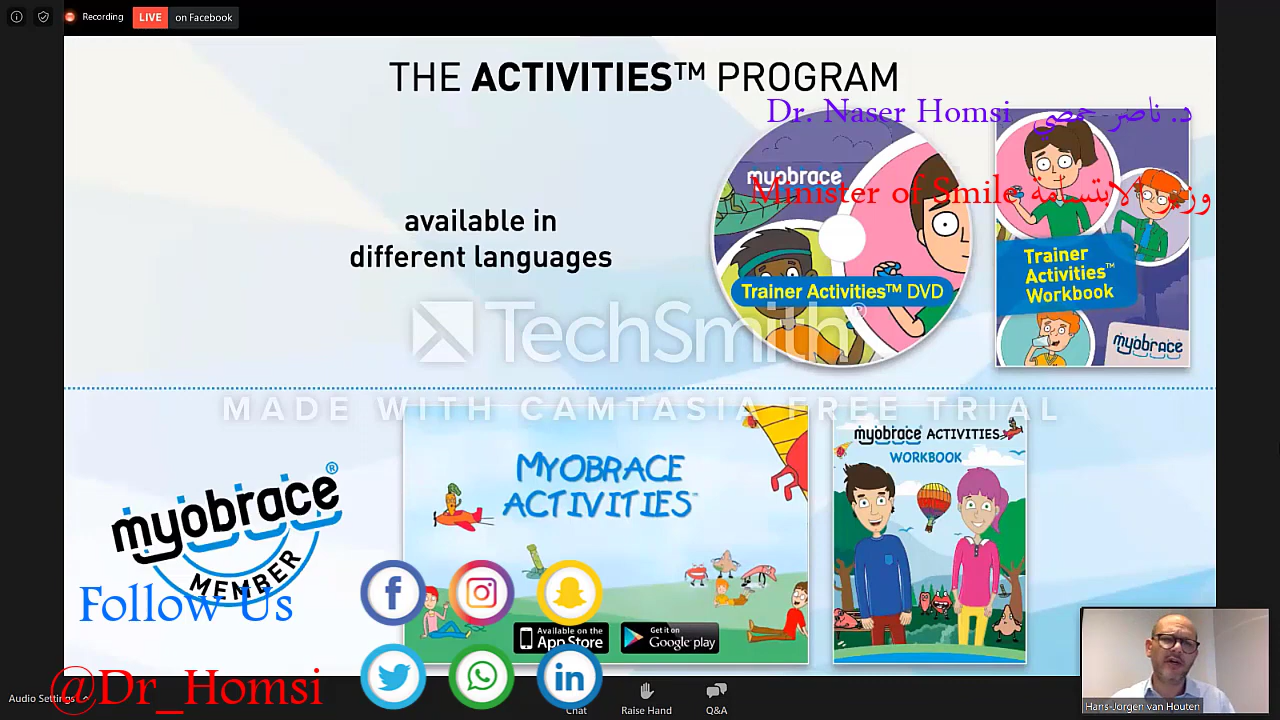 Recording
LIVE
on Facebook
THE ACTIVITIES™ PROGRAM
Dr. Naser Homsi د. ناصر حمصي
Minister of Smile وزير الابتسامة
available in
different languages
myobrace
Trainer Activities™ DVD
Trainer
Activities™
Workbook
myobrace
TechSmith®
MADE WITH CAMTASIA FREE TRIAL
myobrace®
MEMBER
MYOBRACE
ACTIVITIES™
Available on the
App Store
Get it on
Google play
myobrace ACTIVITIES
WORKBOOK
Follow Us
@Dr_Homsi
Audio Settings
Chat
Raise Hand
Q&A
Hans-Jörgen van Houten